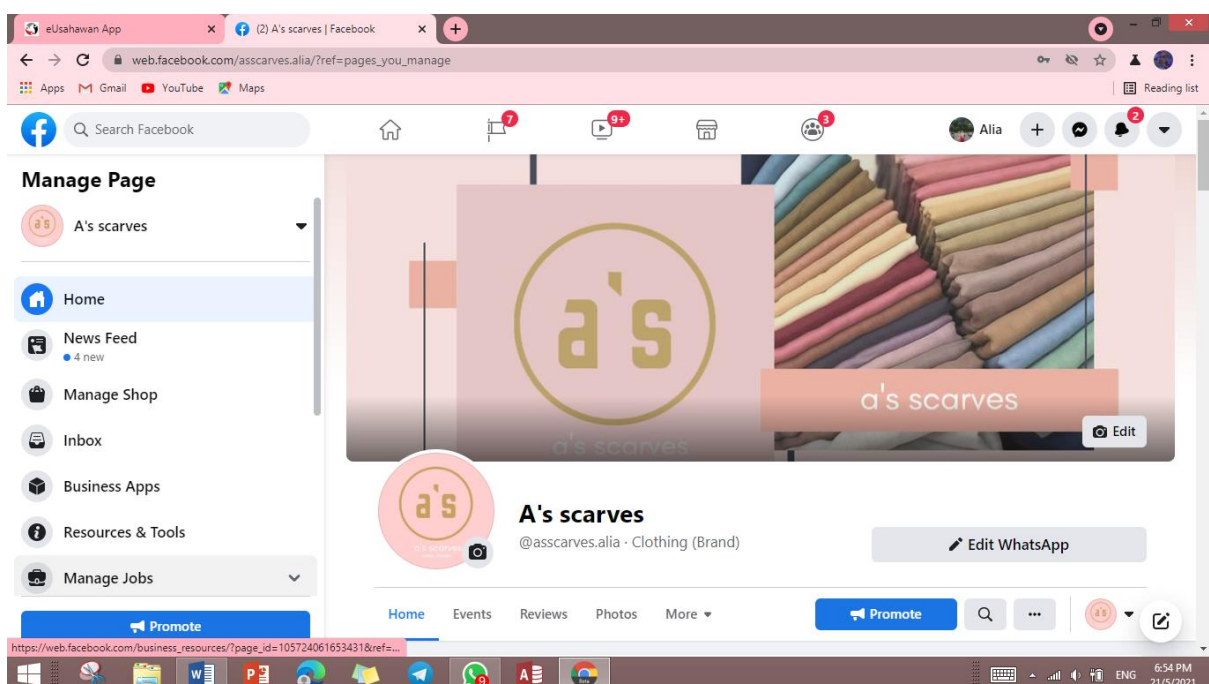 eUsahawan App
(2) A's scarves | Facebook
web.facebook.com/asscarves.alia/?ref=pages_you_manage
Apps Gmail YouTube Maps Reading list
Search Facebook 7 9+ 3 Alia 2
Manage Page
a's A's scarves
Home
News Feed
4 new
Manage Shop
Inbox
Business Apps
Resources & Tools
Manage Jobs
Promote
a's
a's scarves
a's scarves
Edit
a's
a's scarves
A's scarves
@asscarves.alia · Clothing (Brand)
Edit WhatsApp
Home Events Reviews Photos More
Promote
a's
https://web.facebook.com/business_resources/?page_id=105724061653431&ref=...
9
ENG 6:54 PM
21/5/2021